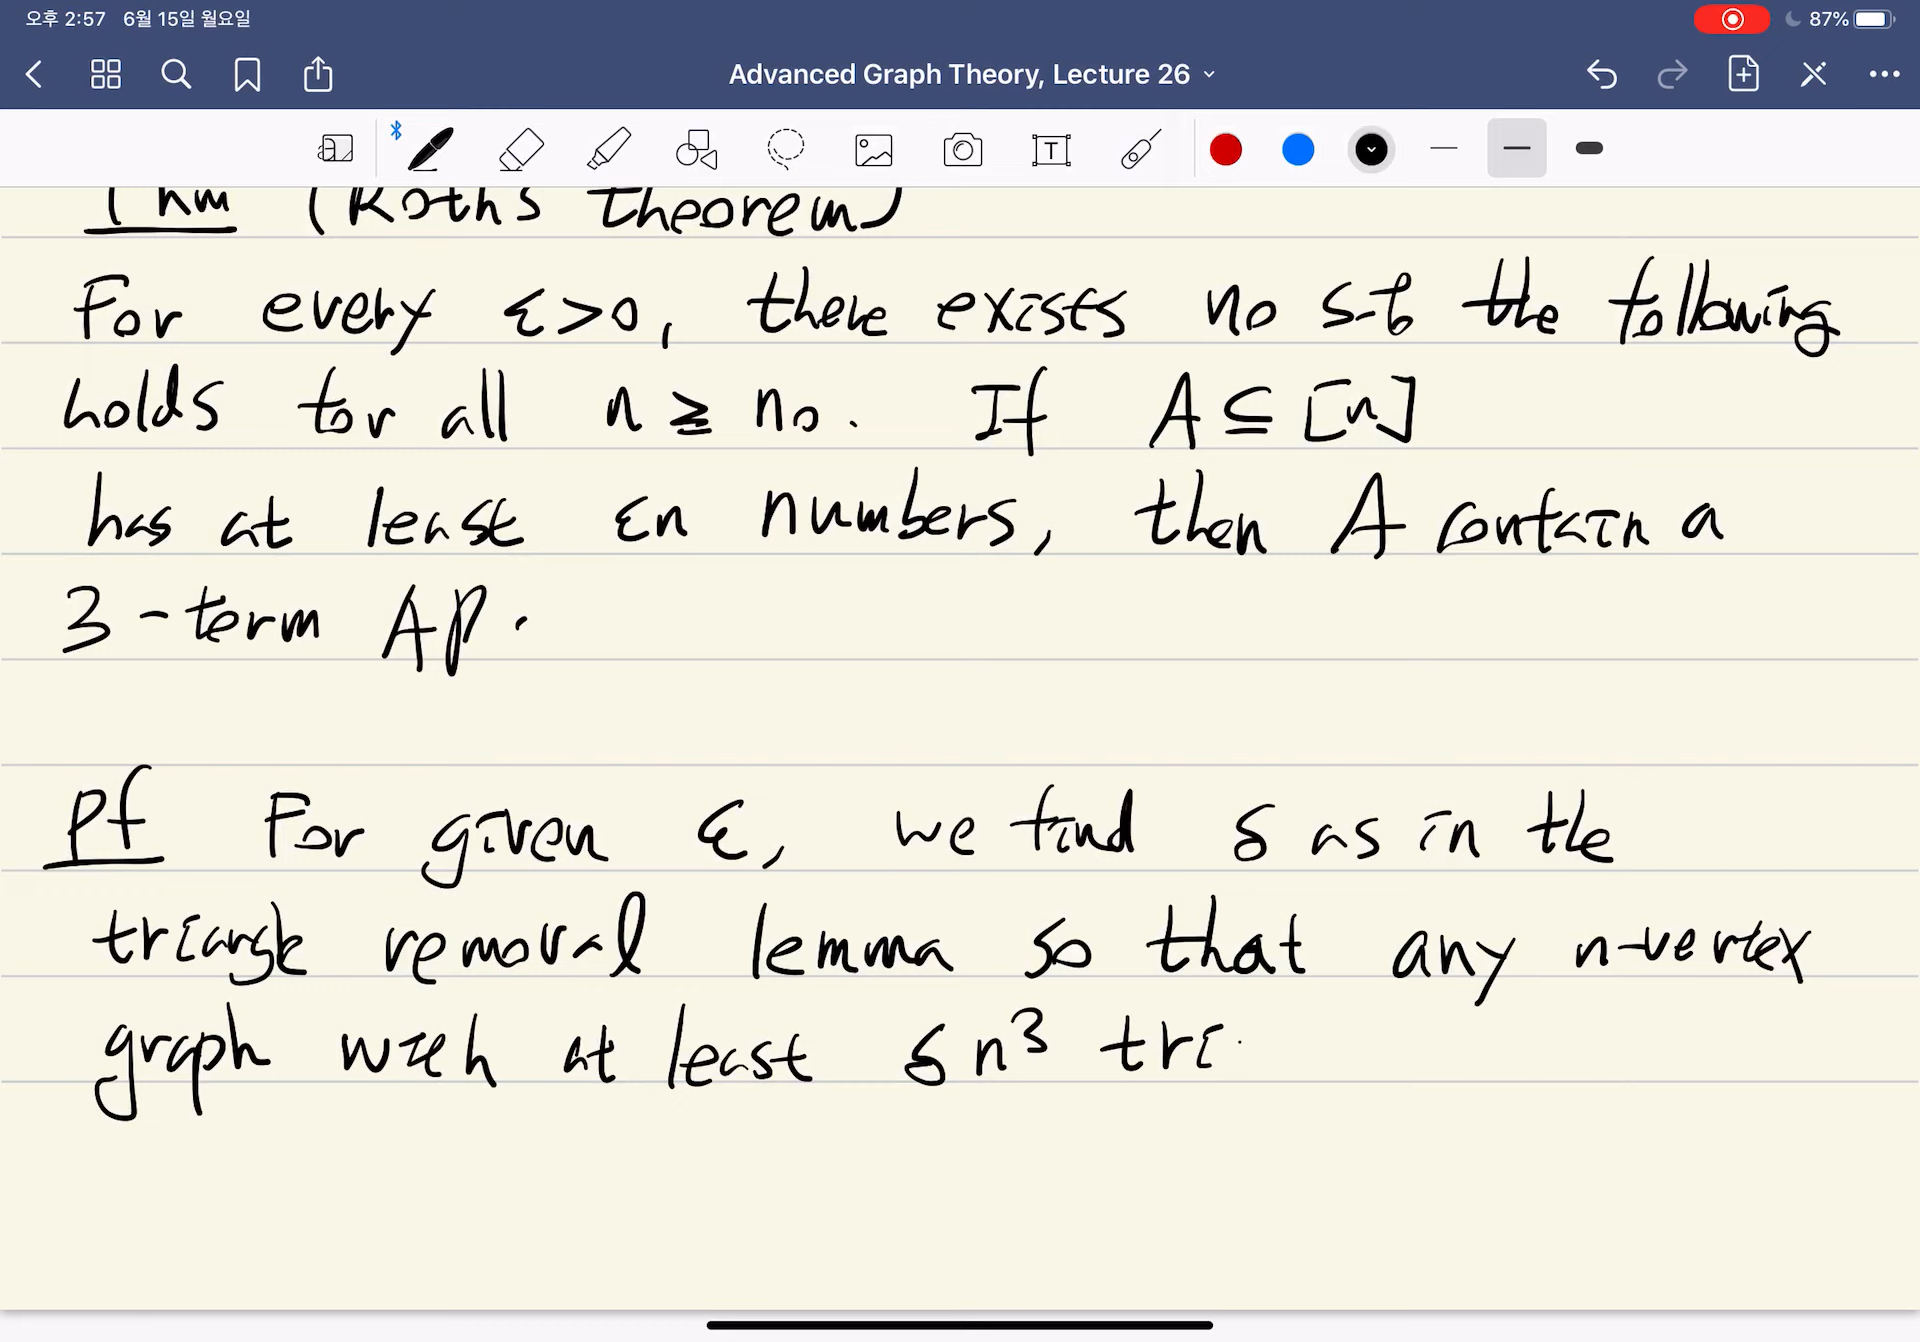 오후 2:57 6월 15일 월요일
87%
Advanced Graph Theory, Lecture 26
Thm (Roth's theorem)
For every ε>0, there exists n₀ s.t the following
holds for all n ≥ n₀. If A ⊆ [n]
has at least εn numbers, then A contain a
3-term AP.
pf For given ε, we find δ as in the
triangle removal lemma so that any n-vertex
graph with at least δn³ tri